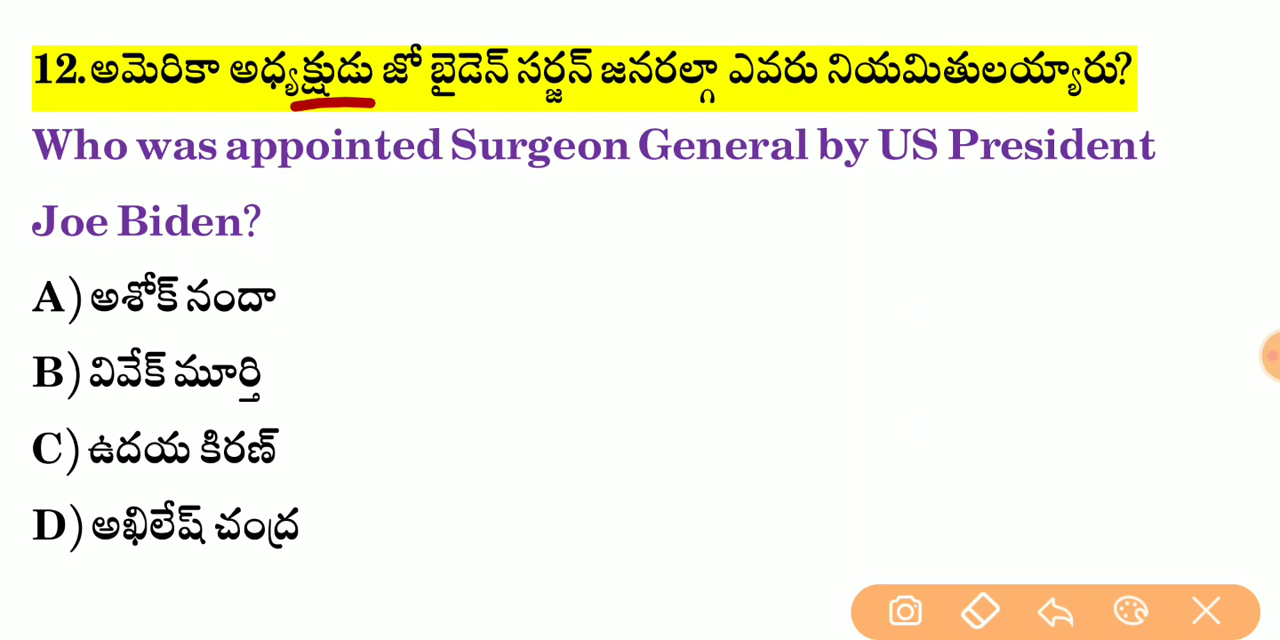 12.అమెరికా అధ్యక్షుడు జో బైడెన్ సర్జన్ జనరల్గా ఎవరు నియమితులయ్యారు?
Who was appointed Surgeon General by US President
Joe Biden?
A) అశోక్ నందా
B) వివేక్ మూర్తి
C) ఉదయ కిరణ్
D) అఖిలేష్ చంద్ర